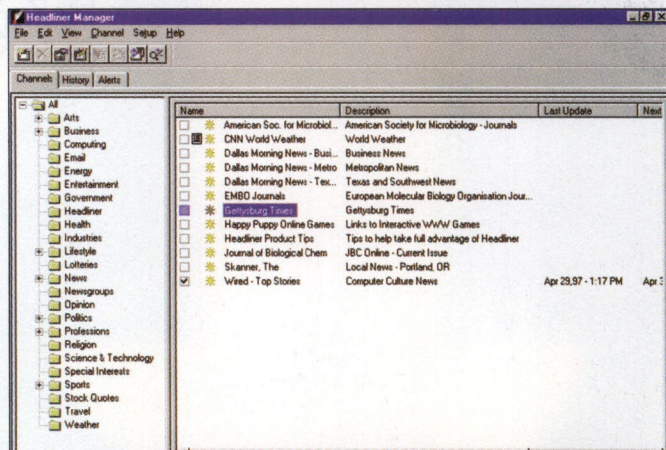 Headliner Manager
File Edit View Channel Setup Help
Channels History Alerts
All
Arts
Business
Computing
Email
Energy
Entertainment
Government
Headliner
Health
Industries
Lifestyle
Lotteries
News
Newsgroups
Opinion
Politics
Professions
Religion
Science & Technology
Special Interests
Sports
Stock Quotes
Travel
Weather
Name Description Last Update Next
American Soc. for Microbiol... American Society for Microbiology - Journals
CNN World Weather World Weather
Dallas Morning News - Busi... Business News
Dallas Morning News - Metro Metropolitan News
Dallas Morning News - Tex... Texas and Southwest News
EMBO Journals European Molecular Biology Organisation Jour...
Gettysburg Times Gettysburg Times
Happy Puppy Online Games Links to Interactive WWW Games
Headliner Product Tips Tips to help take full advantage of Headliner
Journal of Biological Chem JBC Online - Current Issue
Skanner, The Local News - Portland, OR
Wired - Top Stories Computer Culture News Apr 29,97 - 1:17 PM Apr 3